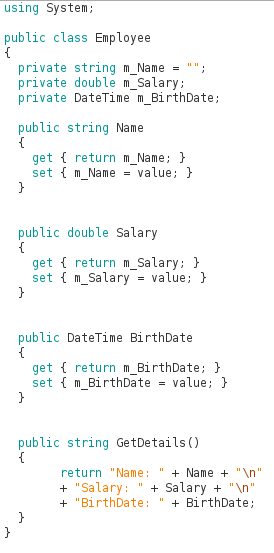 using System;

public class Employee
{
  private string m_Name = "";
  private double m_Salary;
  private DateTime m_BirthDate;

  public string Name
  {
    get { return m_Name; }
    set { m_Name = value; }
  }


  public double Salary
  {
    get { return m_Salary; }
    set { m_Salary = value; }
  }


  public DateTime BirthDate
  {
    get { return m_BirthDate; }
    set { m_BirthDate = value; }
  }


  public string GetDetails()
  {
        return "Name: " + Name + "\n"
        + "Salary: " + Salary + "\n"
        + "BirthDate: " + BirthDate;
  }
}